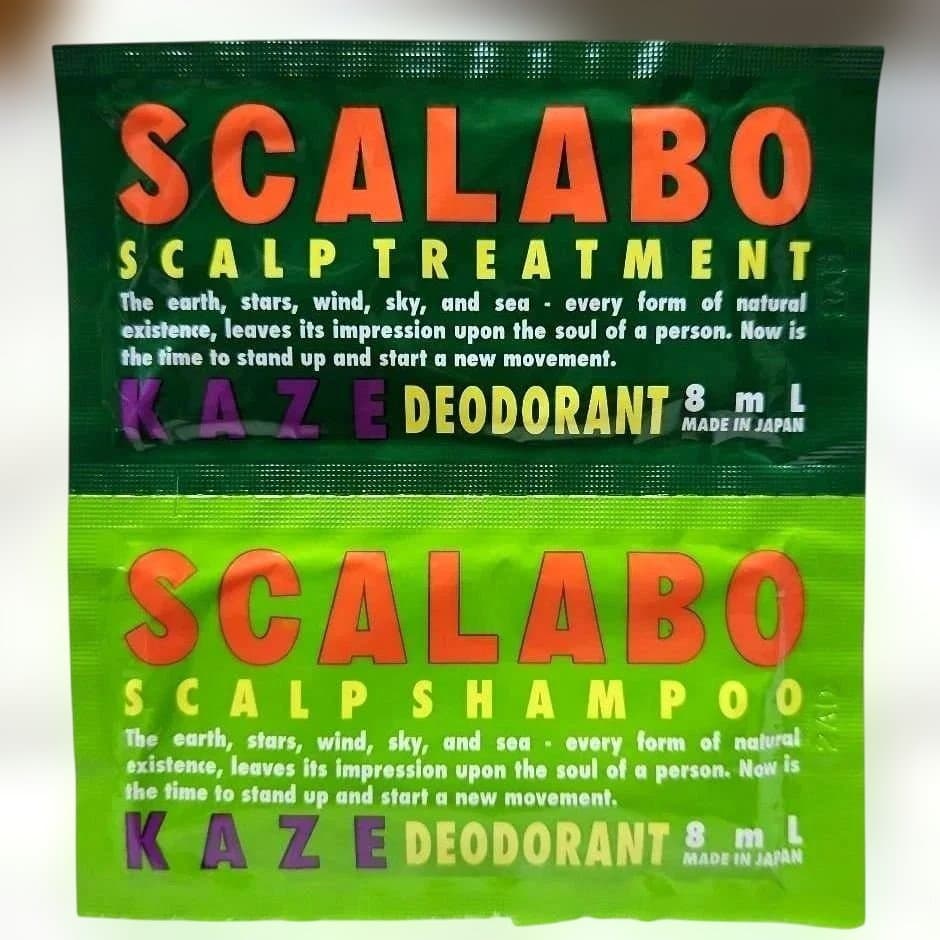 SCALABO
SCALP TREATMENT
The earth, stars, wind, sky, and sea - every form of natural
existence, leaves its impression upon the soul of a person. Now is
the time to stand up and start a new movement.
KAZE DEODORANT 8 mL
MADE IN JAPAN
SCALABO
SCALP SHAMPOO
The earth, stars, wind, sky, and sea - every form of natural
existence, leaves its impression upon the soul of a person. Now is
the time to stand up and start a new movement.
KAZE DEODORANT 8 mL
MADE IN JAPAN